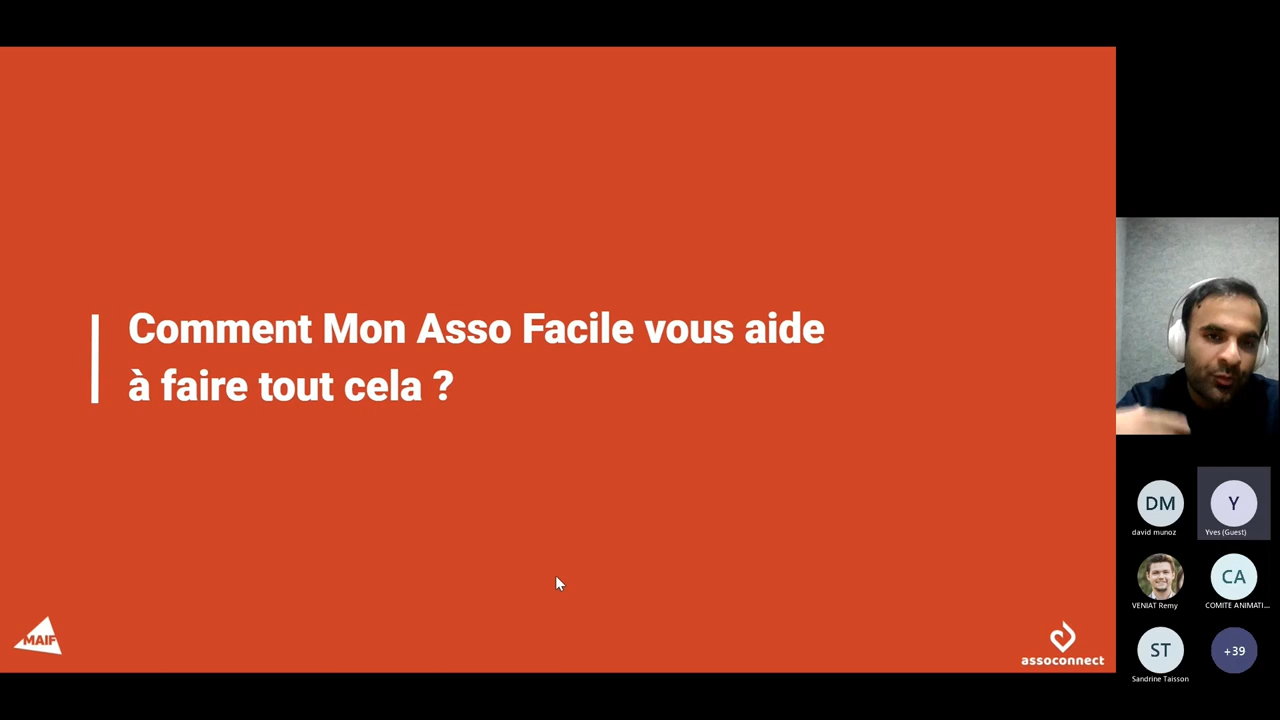 Comment Mon Asso Facile vous aide
à faire tout cela ?
MAIF
assoconnect
DM
david munoz
Y
Yves (Guest)
VENIAT Remy
CA
COMITE ANIMATI...
ST
Sandrine Taisson
+39